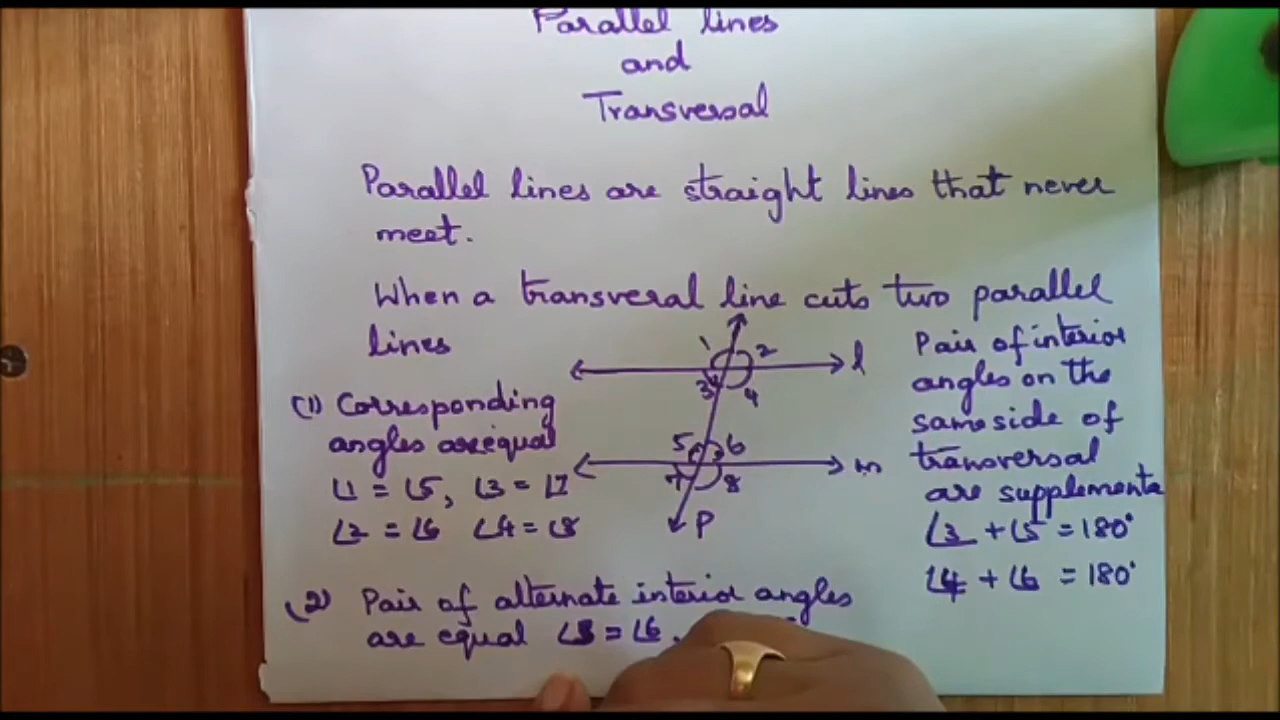 Parallel lines
and
Transversal
Parallel lines are straight lines that never
meet.
When a transveral line cuts two parallel
lines
(1) Corresponding
angles are equal
∠1 = ∠5, ∠3 = ∠7
∠2 = ∠6 ∠4 = ∠8
1 2 l
3 4
5 6 m
7 8
P
Pair of interior
angles on the
same side of
transversal
are supplementa
∠3 + ∠5 = 180°
∠4 + ∠6 = 180°
(2) Pair of alternate interior angles
are equal ∠3 = ∠6,